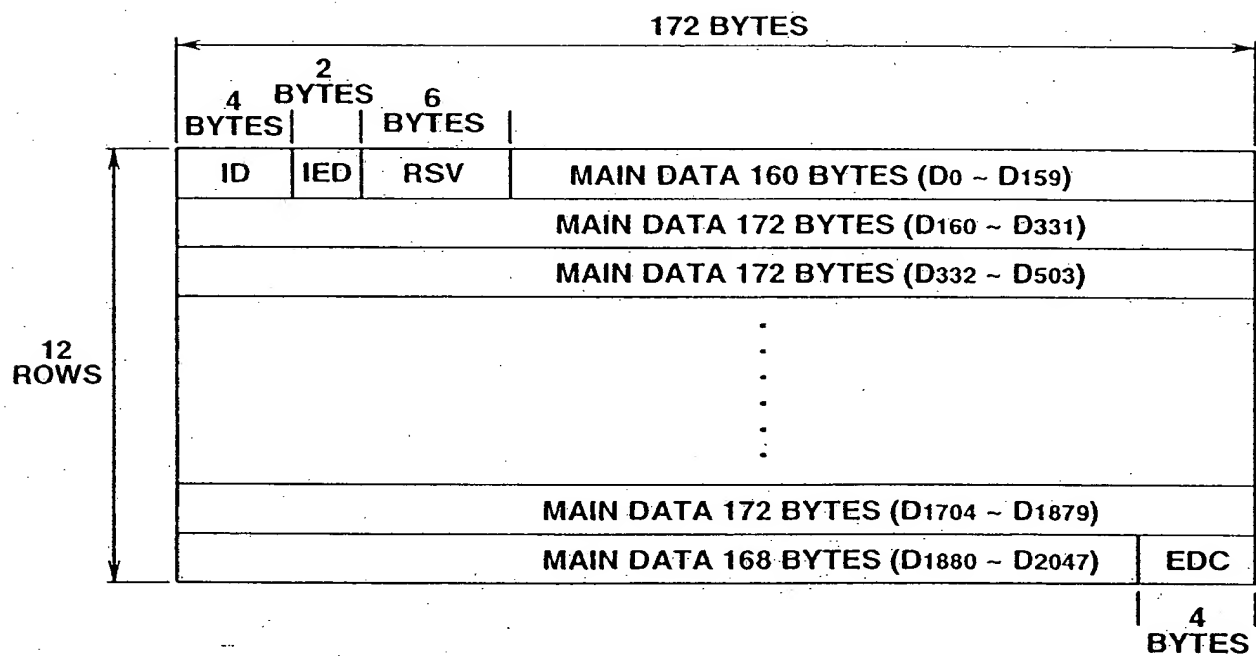 172 BYTES
2
BYTES
4
BYTES
6
BYTES
ID IED RSV MAIN DATA 160 BYTES (D0 ~ D159)
MAIN DATA 172 BYTES (D160 ~ D331)
MAIN DATA 172 BYTES (D332 ~ D503)
12
ROWS
MAIN DATA 172 BYTES (D1704 ~ D1879)
MAIN DATA 168 BYTES (D1880 ~ D2047) EDC
4
BYTES